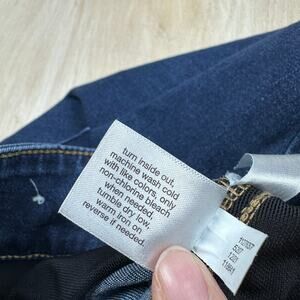 turn inside out,
machine wash cold
with like colors, only
non-chlorine bleach
when needed,
tumble dry low,
warm iron on
reverse if needed.